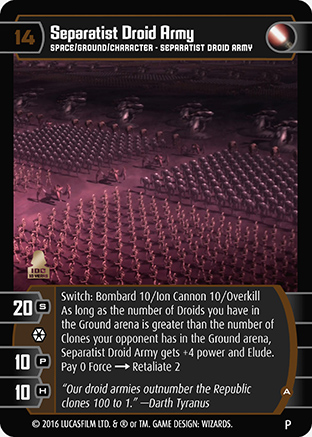 14 Separatist Droid Army
SPACE/GROUND/CHARACTER - SEPARATIST DROID ARMY
20 S
10 P
10 H
Switch: Bombard 10/Ion Cannon 10/Overkill
As long as the number of Droids you have in
the Ground arena is greater than the number of
Clones your opponent has in the Ground arena,
Separatist Droid Army gets +4 power and Elude.
Pay 0 Force → Retaliate 2
“Our droid armies outnumber the Republic
clones 100 to 1.” —Darth Tyranus
A
© 2016 LUCASFILM LTD. & ® or TM. GAME DESIGN: WIZARDS.
P